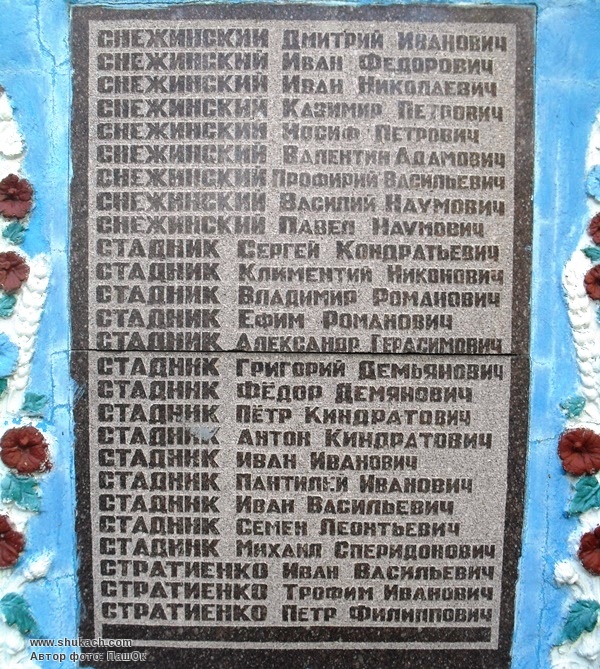 СНЕЖИНСКИЙ ДМИТРИЙ ИВАНОВИЧ
СНЕЖИНСКИЙ ИВАН ФЕДОРОВИЧ
СНЕЖИНСКИЙ ИВАН НИКОЛАЕВИЧ
СНЕЖИНСКИЙ КАЗИМИР ПЕТРОВИЧ
СНЕЖИНСКИЙ ИОСИФ ПЕТРОВИЧ
СНЕЖИНСКИЙ ВАЛЕНТИН АДАМОВИЧ
СНЕЖИНСКИЙ ПРОФИРИЙ ВАСИЛЬЕВИЧ
СНЕЖИНСКИЙ ВАСИЛИЙ НАУМОВИЧ
СНЕЖИНСКИЙ ПАВЕЛ НАУМОВИЧ
СТАДНИК СЕРГЕЙ КОНДРАТЬЕВИЧ
СТАДНИК КЛИМЕНТИЙ НИКОНОВИЧ
СТАДНИК ВЛАДИМИР РОМАНОВИЧ
СТАДНИК ЕФИМ РОМАНОВИЧ
СТАДНИК АЛЕКСАНДР ГЕРАСИМОВИЧ
СТАДНИК ГРИГОРИЙ ДЕМЬЯНОВИЧ
СТАДНИК ФЁДОР ДЕМЯНОВИЧ
СТАДНИК ПЁТР КИНДРАТОВИЧ
СТАДНИК АНТОН КИНДРАТОВИЧ
СТАДНИК ИВАН ИВАНОВИЧ
СТАДНИК ПАНТИЛЕЙ ИВАНОВИЧ
СТАДНИК ИВАН ВАСИЛЬЕВИЧ
СТАДНИК СЕМЕН ЛЕОНТЬЕВИЧ
СТАДНИК МИХАИЛ СПЕРИДОНОВИЧ
СТРАТИЕНКО ИВАН ВАСИЛЬЕВИЧ
СТРАТИЕНКО ТРОФИМ ИВАНОВИЧ
СТРАТИЕНКО ПЕТР ФИЛИППОВИЧ
www.shukach.com
Автор фото: ПашОк